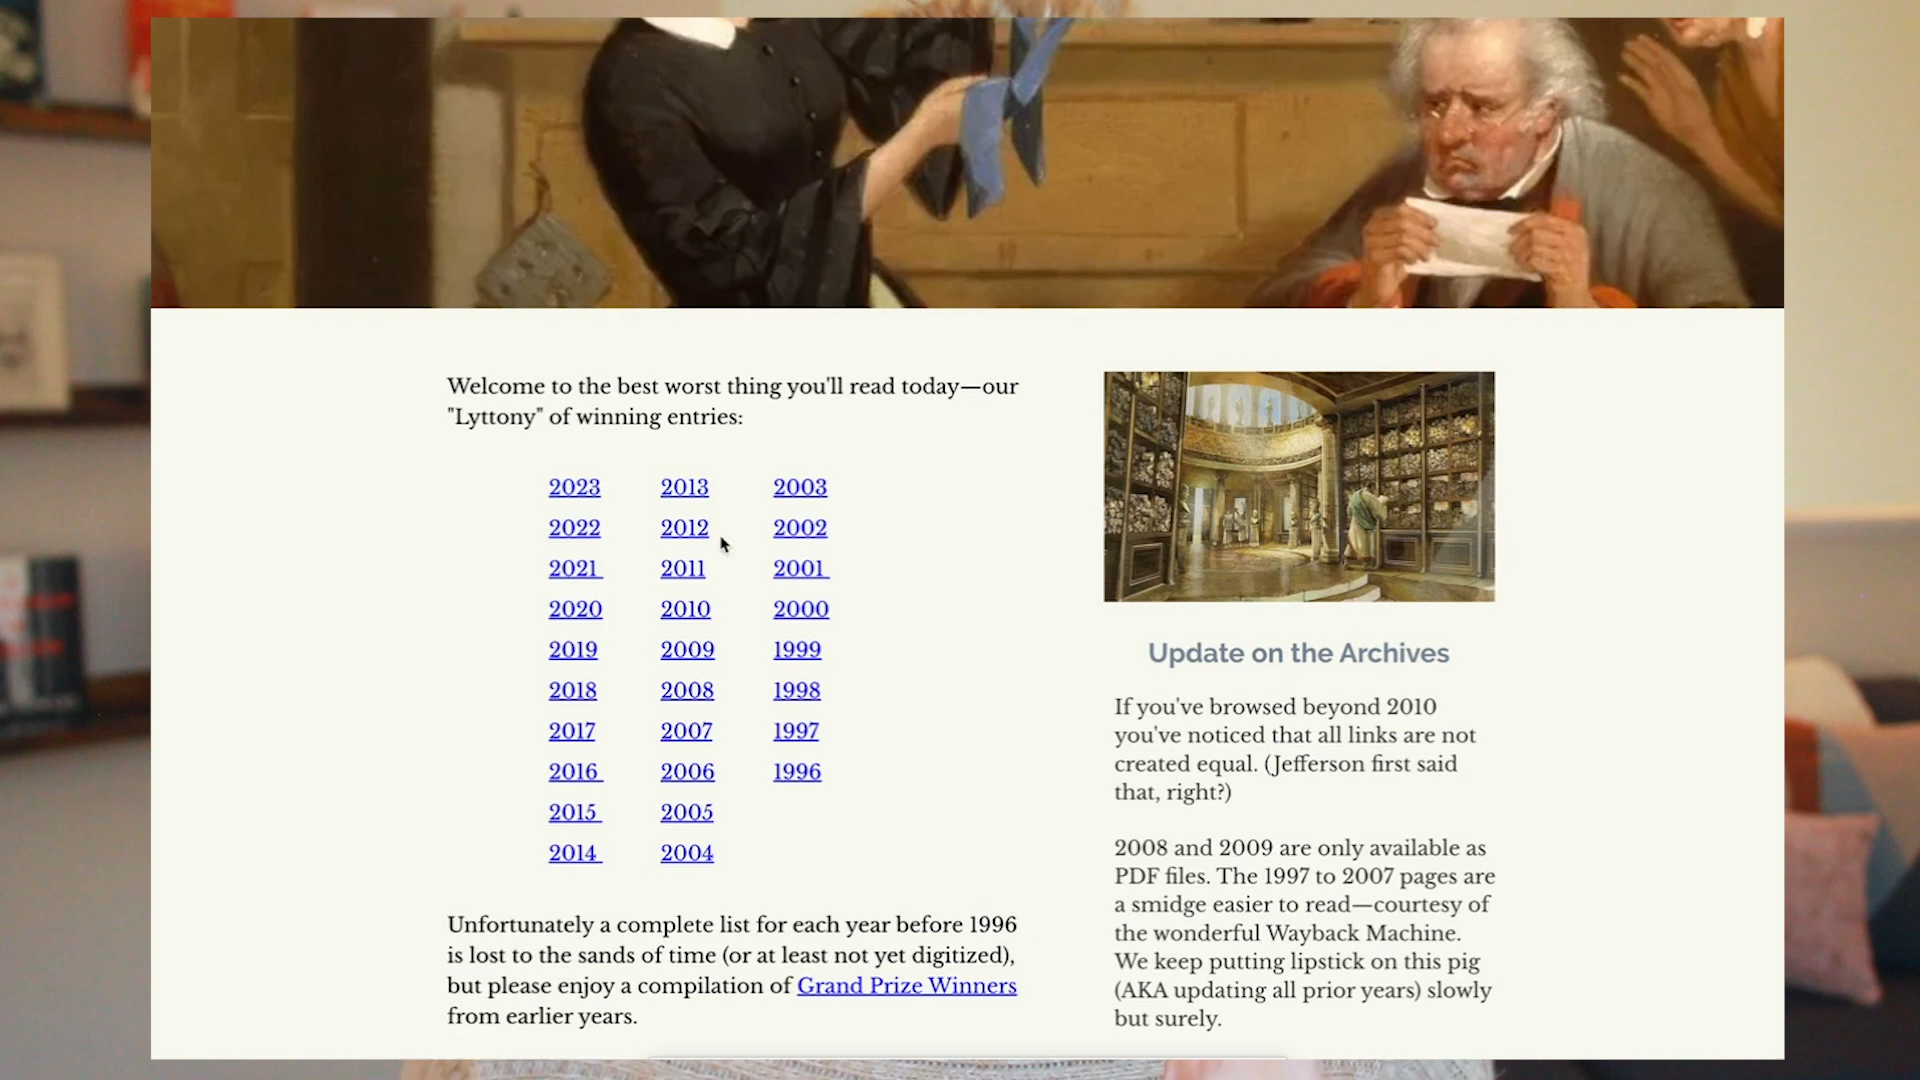 Welcome to the best worst thing you'll read today—our
"Lyttony" of winning entries:
2023 2013 2003
2022 2012 2002
2021 2011 2001
2020 2010 2000
2019 2009 1999
2018 2008 1998
2017 2007 1997
2016 2006 1996
2015 2005
2014 2004
Unfortunately a complete list for each year before 1996
is lost to the sands of time (or at least not yet digitized),
but please enjoy a compilation of Grand Prize Winners
from earlier years.
Update on the Archives
If you've browsed beyond 2010
you've noticed that all links are not
created equal. (Jefferson first said
that, right?)
2008 and 2009 are only available as
PDF files. The 1997 to 2007 pages are
a smidge easier to read—courtesy of
the wonderful Wayback Machine.
We keep putting lipstick on this pig
(AKA updating all prior years) slowly
but surely.